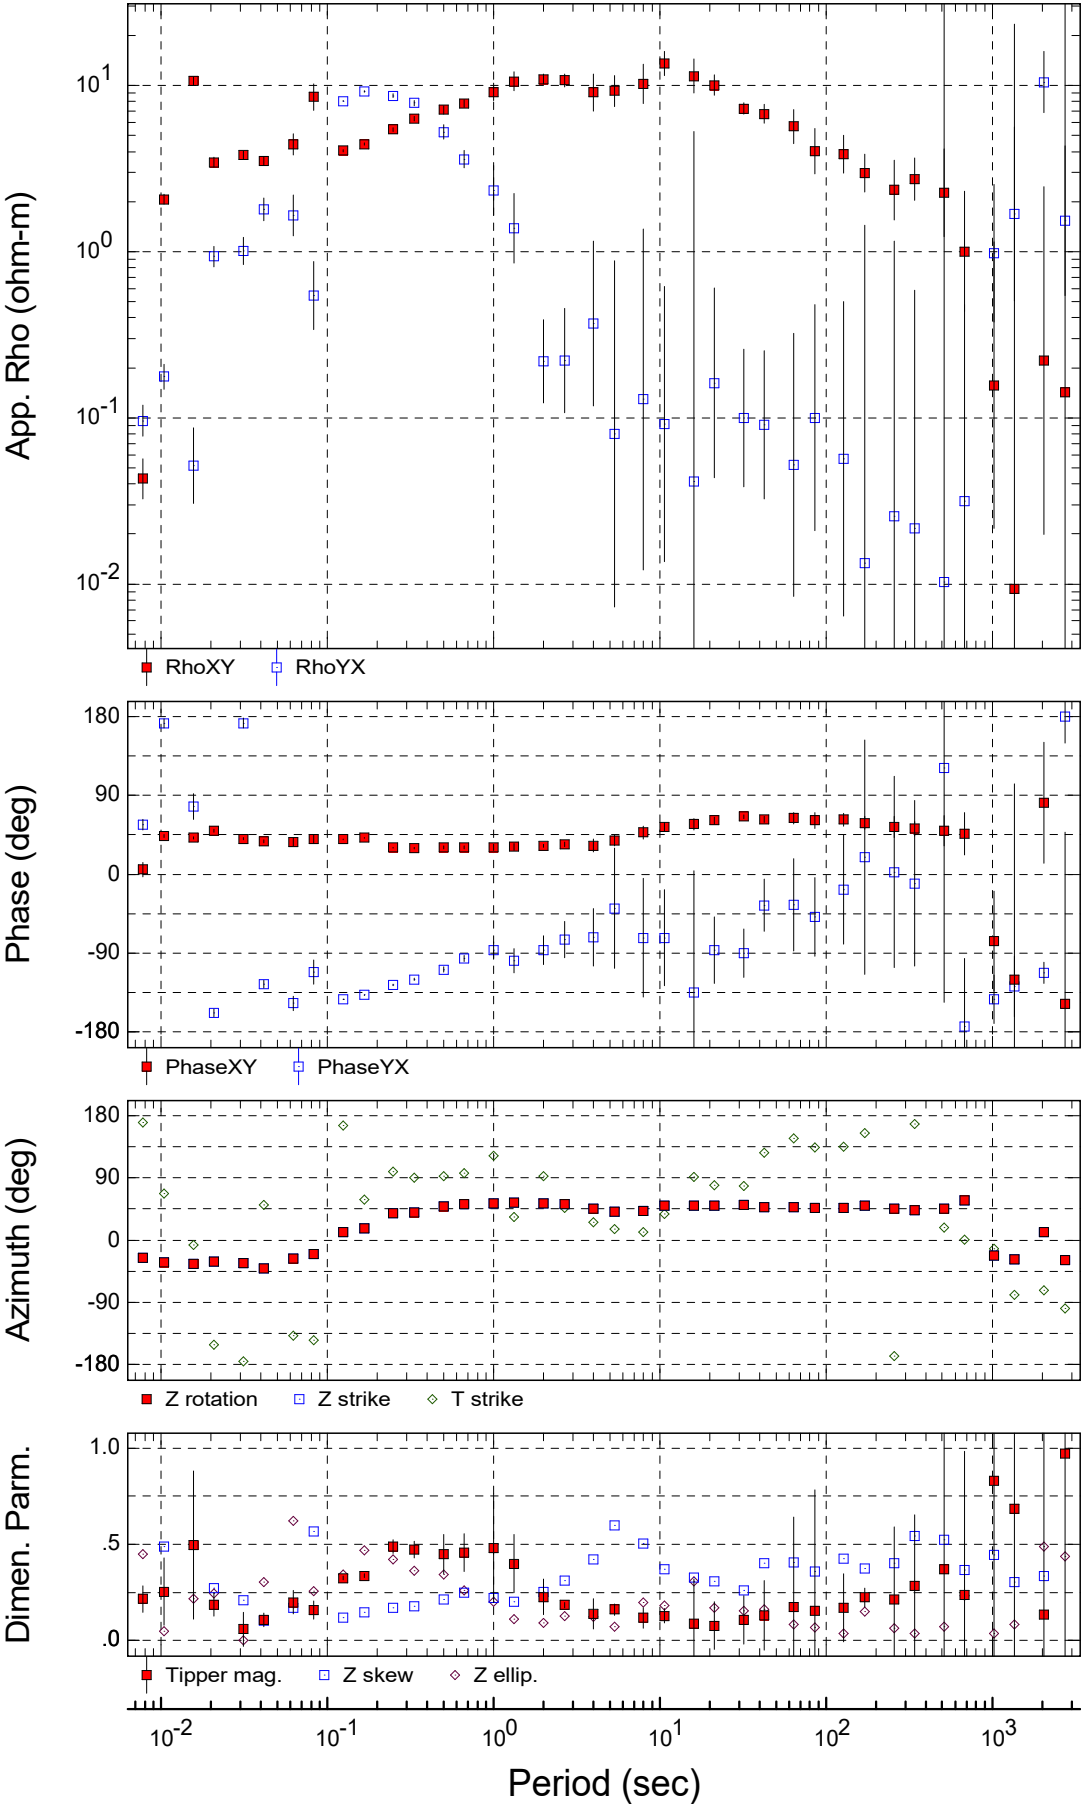 App. Rho (ohm-m)
10^1
10^0
10^-1
10^-2
RhoXY RhoYX
Phase (deg)
180
90
0
-90
-180
PhaseXY PhaseYX
Azimuth (deg)
180
90
0
-90
-180
Z rotation Z strike T strike
Dimen. Parm.
1.0
.5
.0
Tipper mag. Z skew Z ellip.
10^-2 10^-1 10^0 10^1 10^2 10^3
Period (sec)